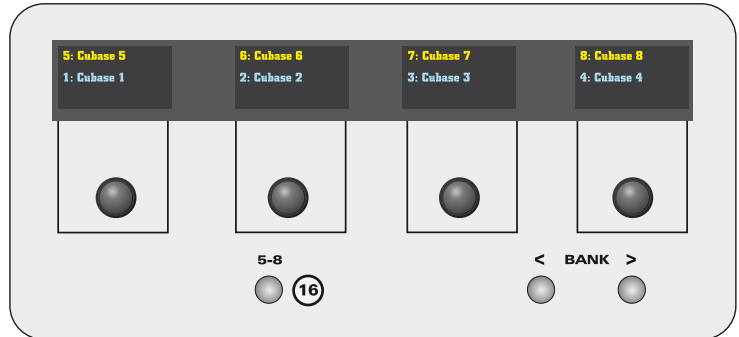 5: Cubase 5 6: Cubase 6 7: Cubase 7 8: Cubase 8
1: Cubase 1 2: Cubase 2 3: Cubase 3 4: Cubase 4
5-8 < BANK >
16